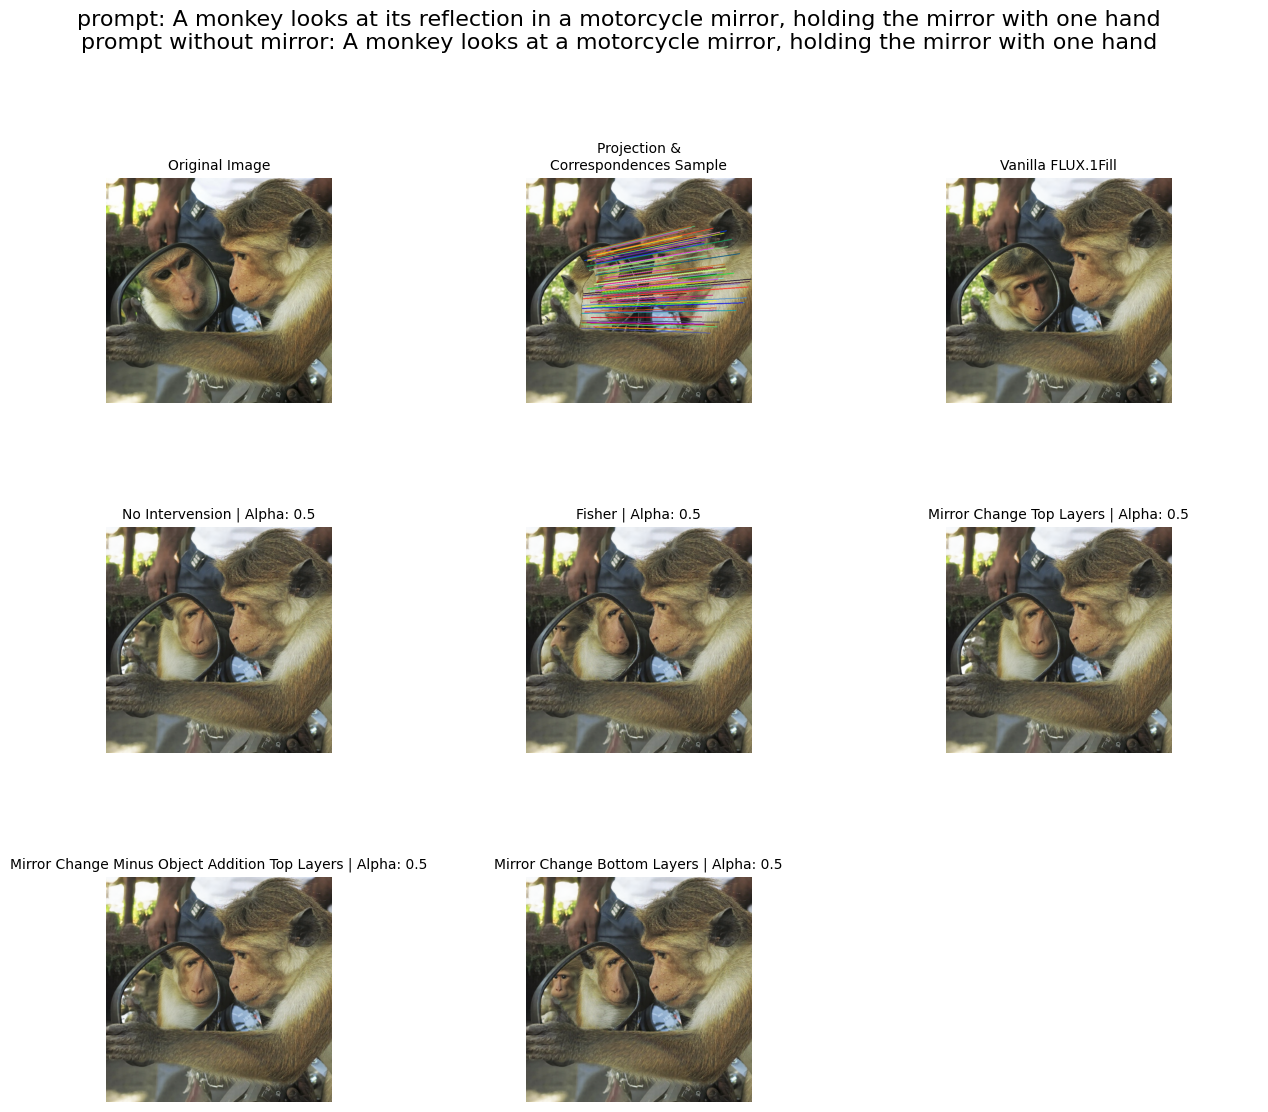 prompt: A monkey looks at its reflection in a motorcycle mirror, holding the mirror with one hand
prompt without mirror: A monkey looks at a motorcycle mirror, holding the mirror with one hand
Original Image
Projection &
Correspondences Sample
Vanilla FLUX.1Fill
No Intervension | Alpha: 0.5
Fisher | Alpha: 0.5
Mirror Change Top Layers | Alpha: 0.5
Mirror Change Minus Object Addition Top Layers | Alpha: 0.5
Mirror Change Bottom Layers | Alpha: 0.5